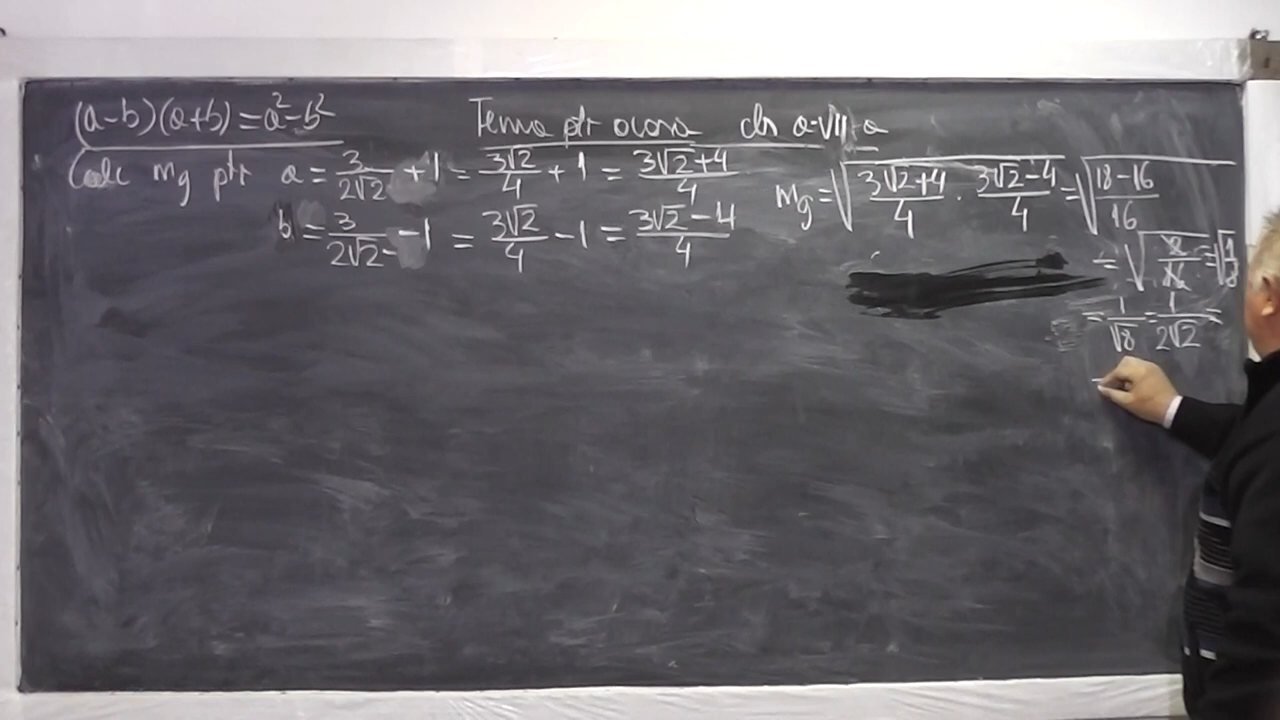 (a-b)(a+b)=a²-b²
Tema ptr acasa cls a-VII-a
Calc mg ptr a = 3/2√2 + 1 = 3√2/4 + 1 = 3√2+4/4
b = 3/2√2 - 1 = 3√2/4 - 1 = 3√2-4/4
mg = √(3√2+4/4 · 3√2-4/4) = √(18-16/16)
= √(2/16) = √(1/8)
= 1/√8 = 1/2√2 =